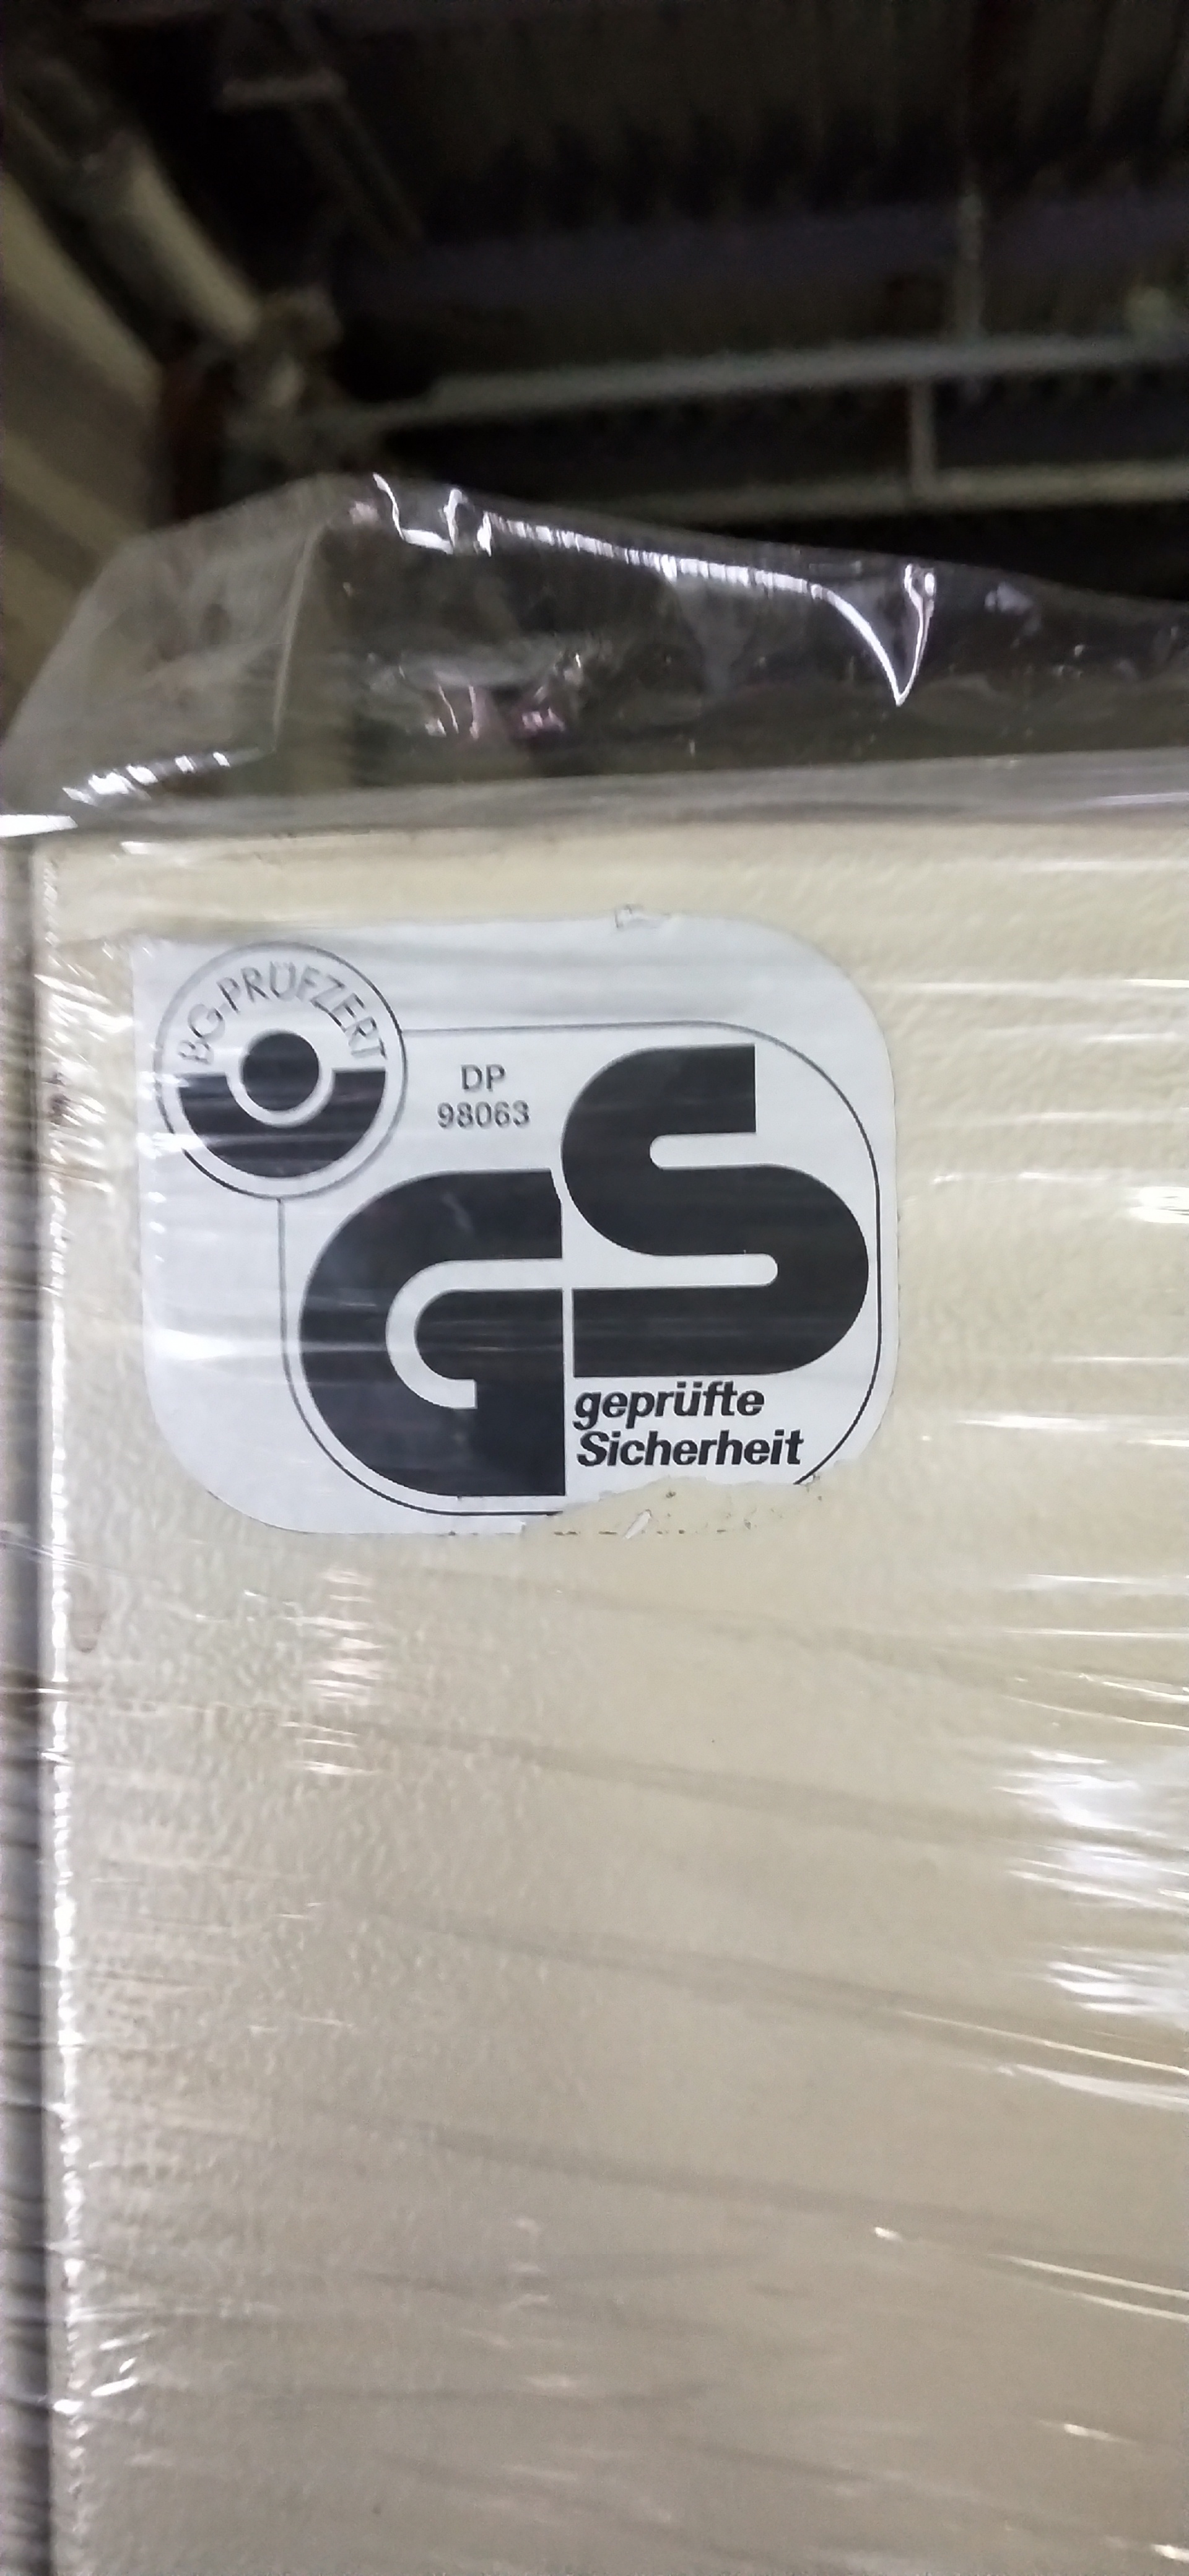 BG-PRÜFZERT
DP
98063
GS
geprüfte
Sicherheit